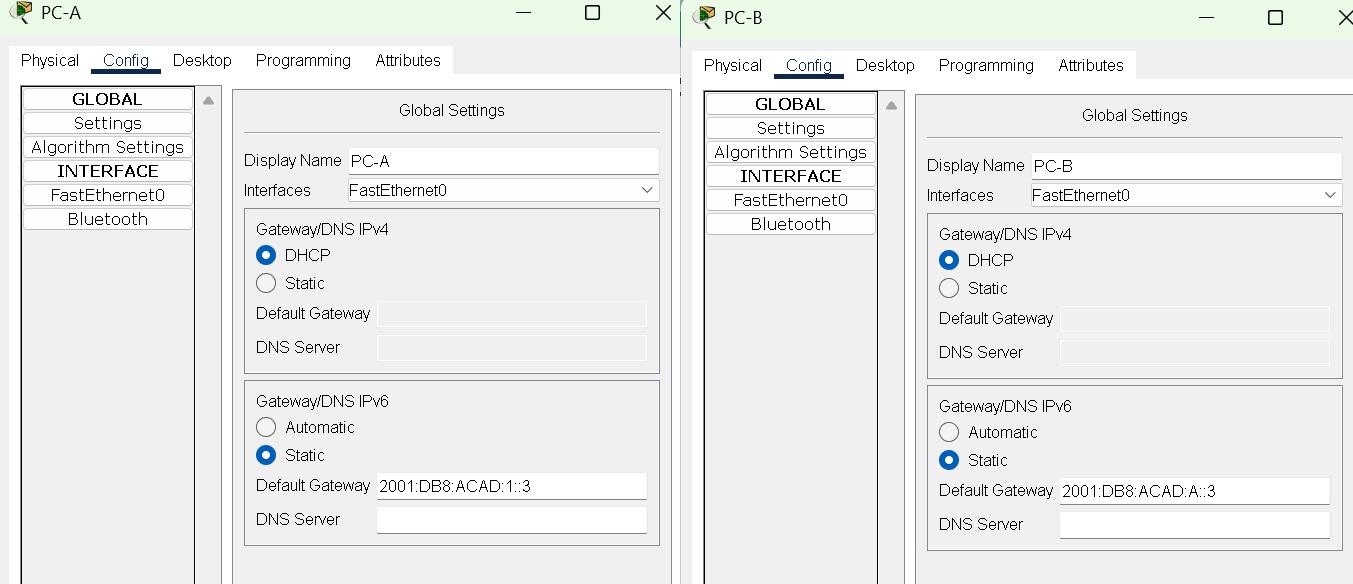 PC-A
Physical Config Desktop Programming Attributes
GLOBAL
Settings
Algorithm Settings
INTERFACE
FastEthernet0
Bluetooth
Global Settings
Display Name PC-A
Interfaces FastEthernet0
Gateway/DNS IPv4
DHCP
Static
Default Gateway
DNS Server
Gateway/DNS IPv6
Automatic
Static
Default Gateway 2001:DB8:ACAD:1::3
DNS Server
PC-B
Physical Config Desktop Programming Attributes
GLOBAL
Settings
Algorithm Settings
INTERFACE
FastEthernet0
Bluetooth
Global Settings
Display Name PC-B
Interfaces FastEthernet0
Gateway/DNS IPv4
DHCP
Static
Default Gateway
DNS Server
Gateway/DNS IPv6
Automatic
Static
Default Gateway 2001:DB8:ACAD:A::3
DNS Server